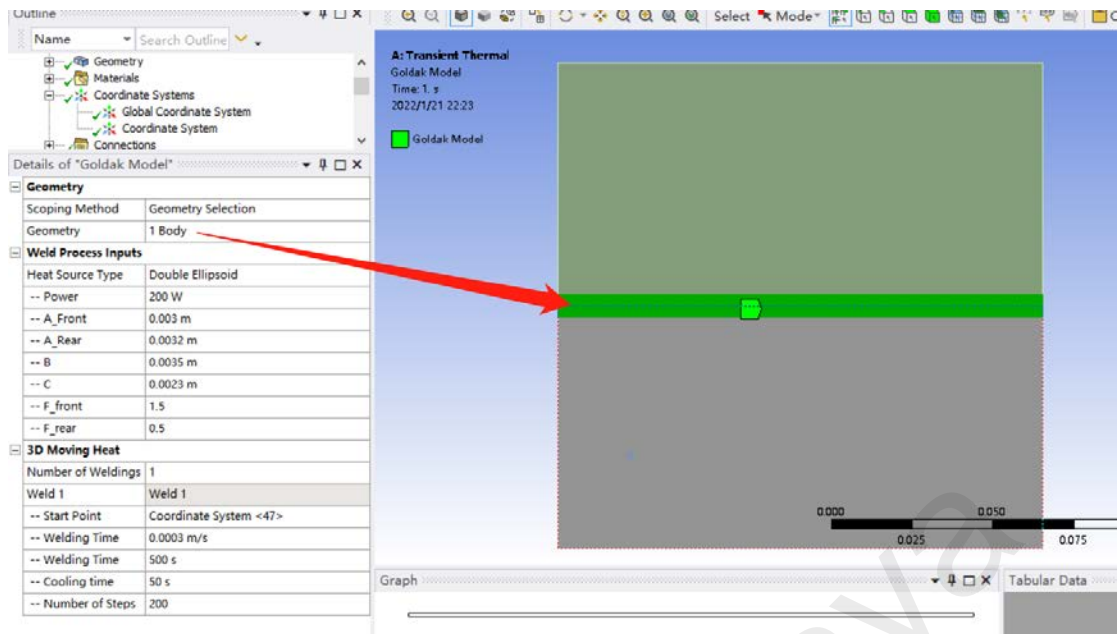 Outline
Name
Search Outline
Geometry
Materials
Coordinate Systems
Global Coordinate System
Coordinate System
Connections
Details of "Goldak Model"
Geometry
Scoping Method Geometry Selection
Geometry 1 Body
Weld Process Inputs
Heat Source Type Double Ellipsoid
-- Power 200 W
-- A_Front 0.003 m
-- A_Rear 0.0032 m
-- B 0.0035 m
-- C 0.0023 m
-- F_front 1.5
-- F_rear 0.5
3D Moving Heat
Number of Weldings 1
Weld 1 Weld 1
-- Start Point Coordinate System <47>
-- Welding Time 0.0003 m/s
-- Welding Time 500 s
-- Cooling time 50 s
-- Number of Steps 200
Select Mode
A: Transient Thermal
Goldak Model
Time: 1. s
2022/1/21 22:23
Goldak Model
0.000 0.050
0.025 0.075
Graph
Tabular Data